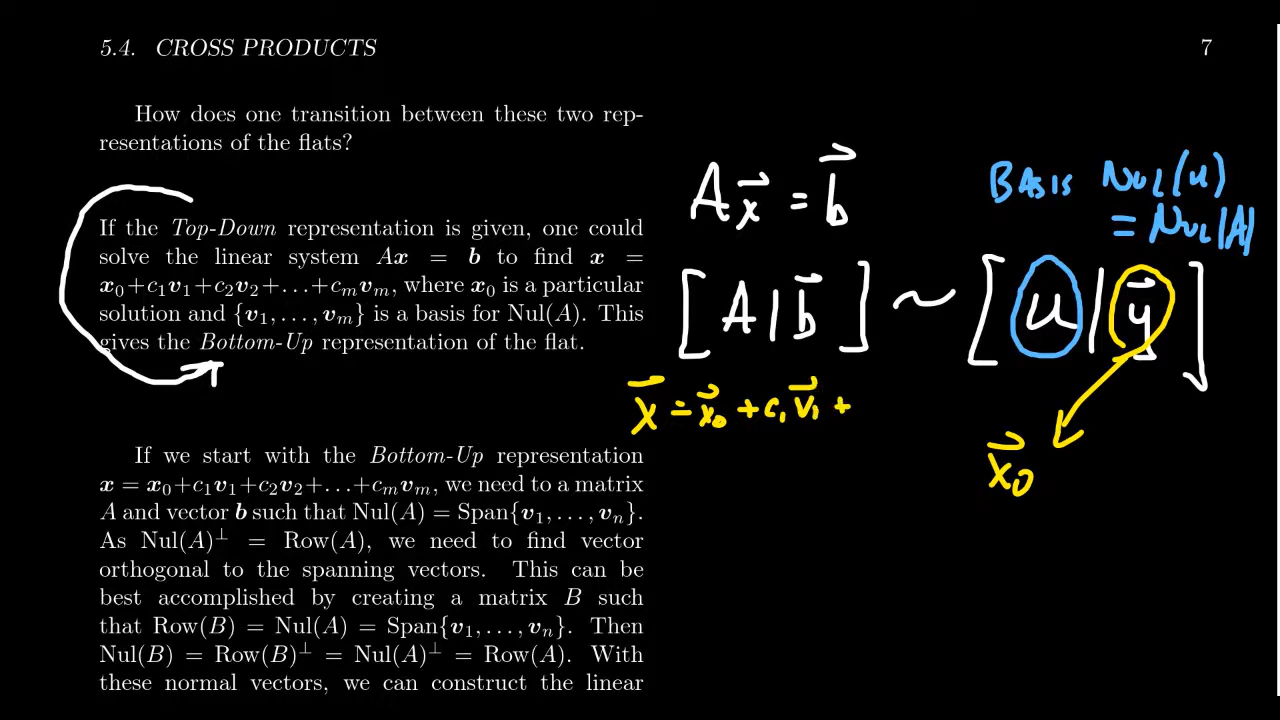 5.4. CROSS PRODUCTS 7
How does one transition between these two rep-
resentations of the flats?
If the Top-Down representation is given, one could
solve the linear system Ax = b to find x =
x₀+c₁v₁+c₂v₂+...+cₘvₘ, where x₀ is a particular
solution and {v₁, ..., vₘ} is a basis for Nul(A). This
gives the Bottom-Up representation of the flat.
If we start with the Bottom-Up representation
x = x₀+c₁v₁+c₂v₂+...+cₘvₘ, we need to a matrix
A and vector b such that Nul(A) = Span{v₁, ..., vₙ}.
As Nul(A)^⊥ = Row(A), we need to find vector
orthogonal to the spanning vectors. This can be
best accomplished by creating a matrix B such
that Row(B) = Nul(A) = Span{v₁, ..., vₙ}. Then
Nul(B) = Row(B)^⊥ = Nul(A)^⊥ = Row(A). With
these normal vectors, we can construct the linear
Ax⃗ = b⃗
BASIS NUL(U)
= NUL(A)
[A | b⃗] ~ [U | y⃗]
x⃗ = x⃗₀ + c₁v⃗₁ +
x⃗₀